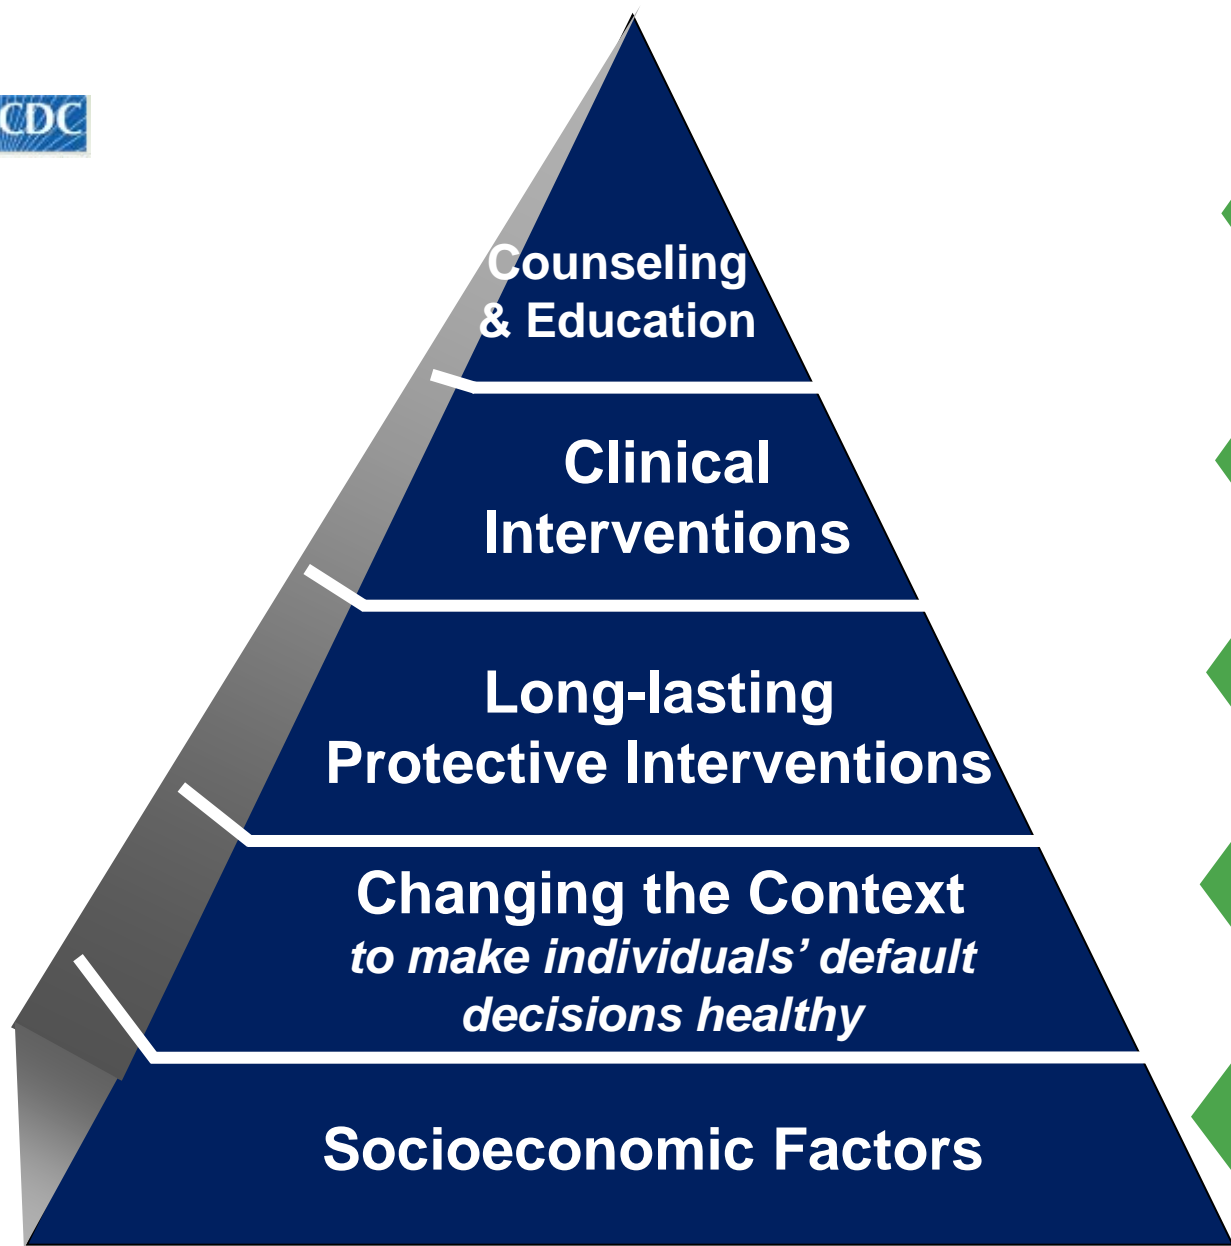 CDC
Counseling
& Education
Clinical
Interventions
Long-lasting
Protective Interventions
Changing the Context
to make individuals’ default
decisions healthy
Socioeconomic Factors